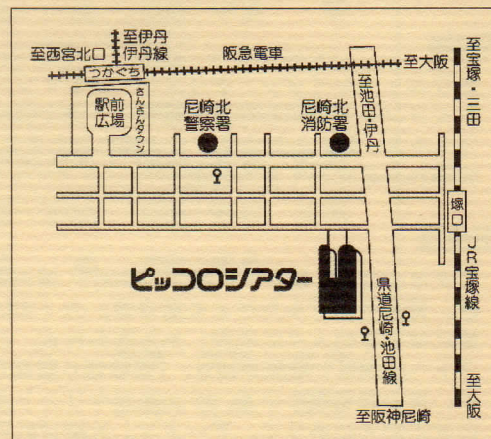 至伊丹
伊丹線
至西宮北口
阪急電車
至大阪
つかぐち
至宝塚・三田
駅前
広場
さんさんタウン
尼崎北
警察署
尼崎北
消防署
至池田・伊丹
塚口
JR宝塚線
ピッコロシアター
県道尼崎・池田線
至大阪
至阪神尼崎